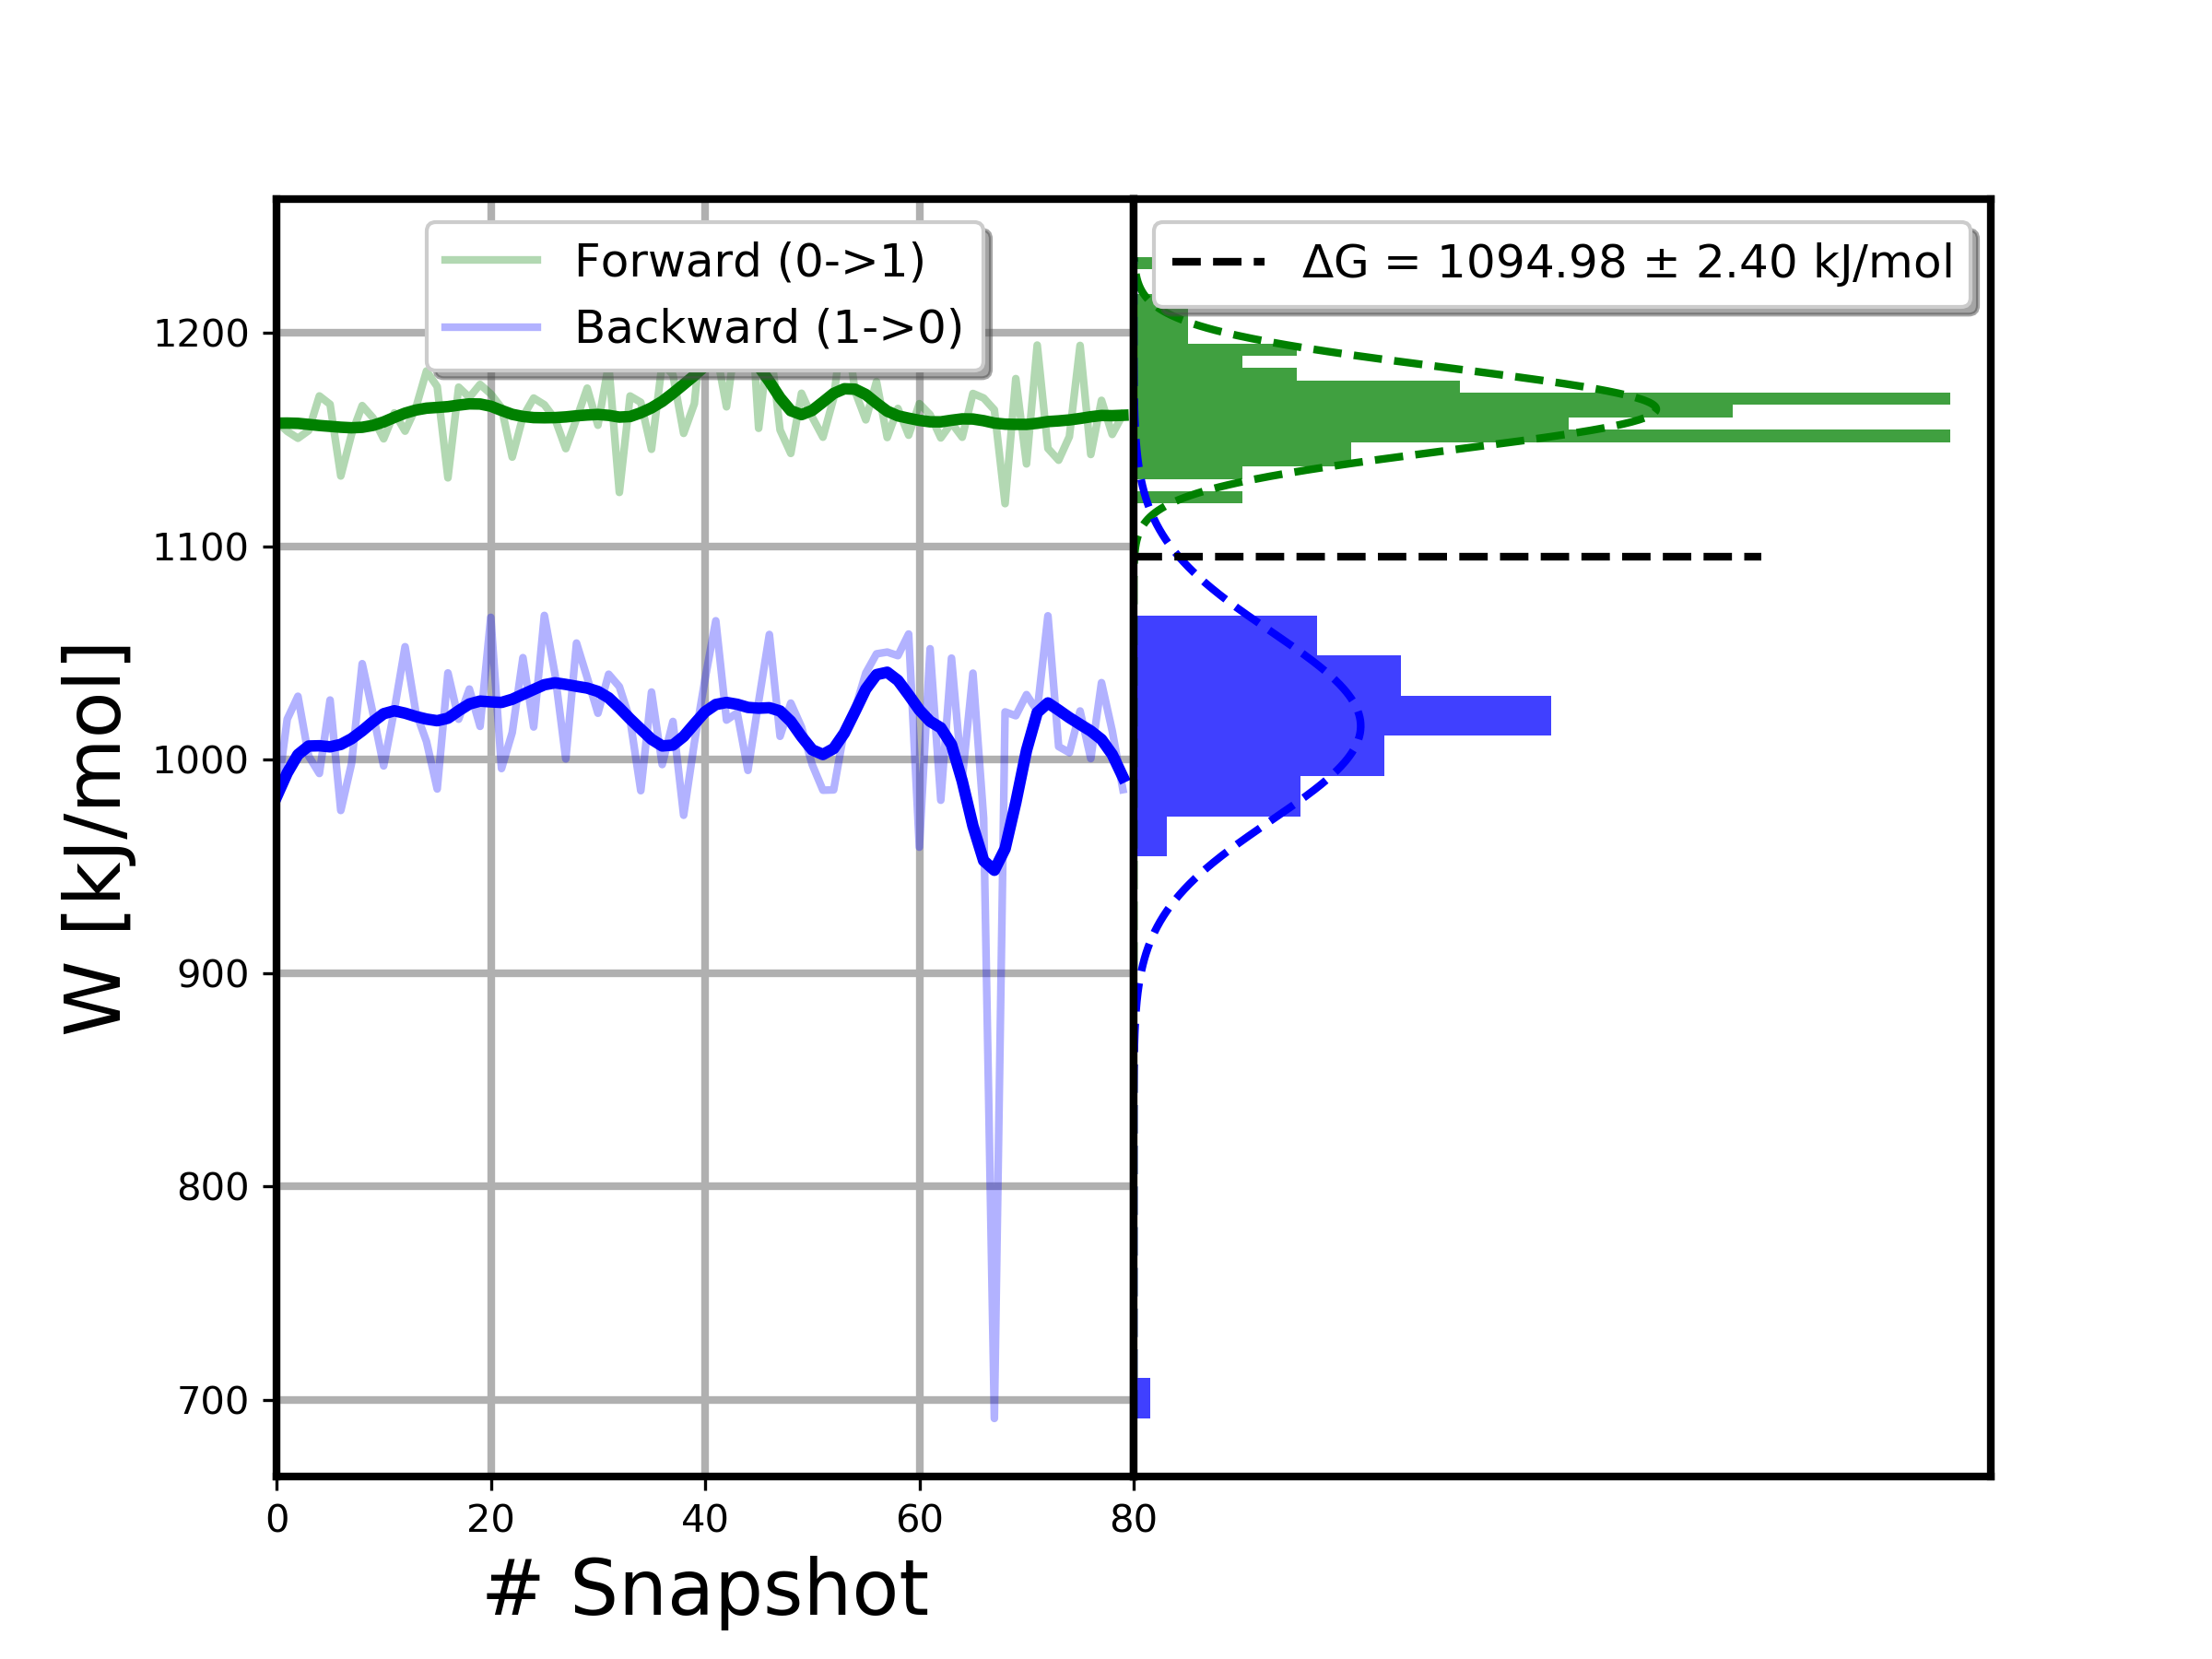 Forward (0->1)
Backward (1->0)
ΔG = 1094.98 ± 2.40 kJ/mol
W [kJ/mol]
1200
1100
1000
900
800
700
0 20 40 60 80
# Snapshot